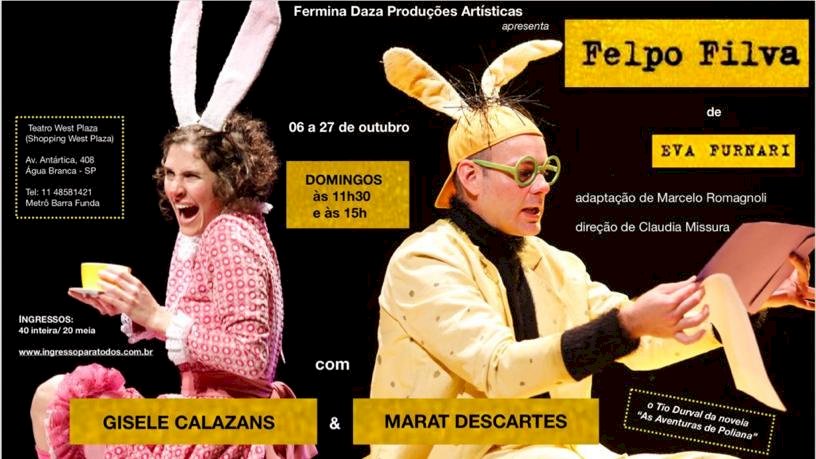 Fermina Daza Produções Artísticas
apresenta
Felpo Filva
de
EVA FURNARI
adaptação de Marcelo Romagnoli
direção de Claudia Missura
Teatro West Plaza
(Shopping West Plaza)
Av. Antártica, 408
Água Branca - SP
Tel: 11 48581421
Metrô Barra Funda
06 a 27 de outubro
DOMINGOS
às 11h30
e às 15h
INGRESSOS:
40 inteira/ 20 meia
www.ingressoparatodos.com.br
com
GISELE CALAZANS
&
MARAT DESCARTES
o Tio Durval da noveia
"As Aventuras de Poliana"